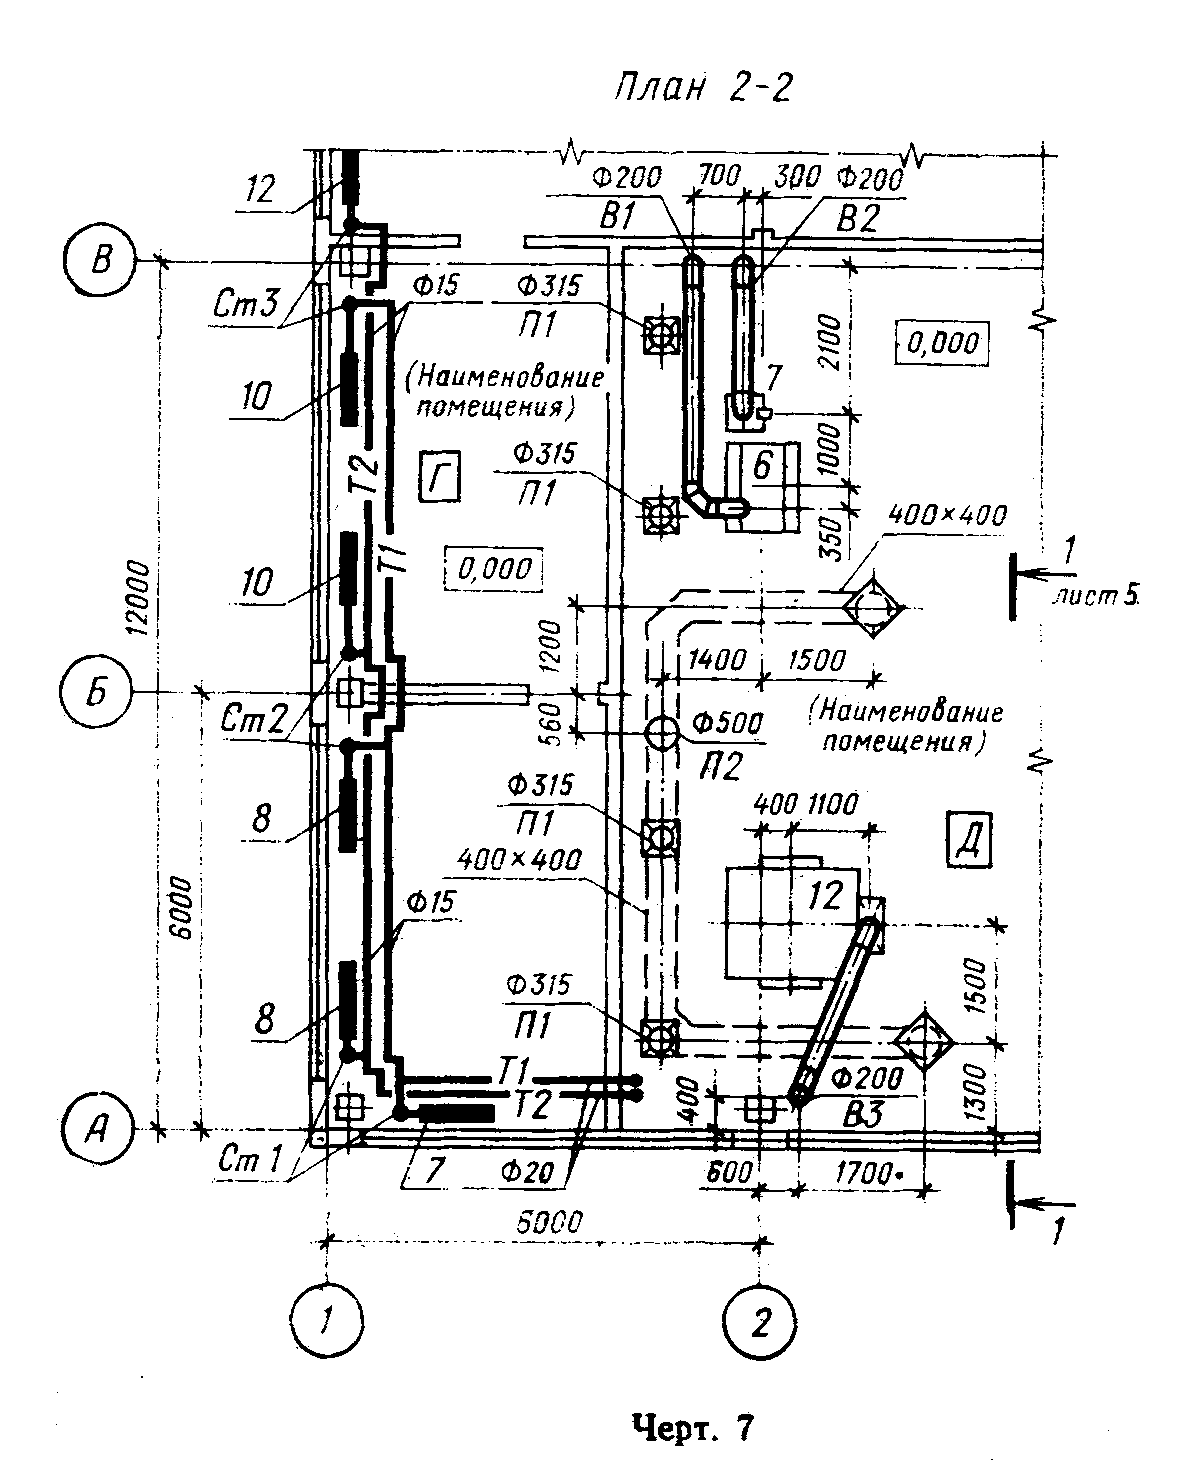 План 2-2
12
Ф200
700
300
Ф200
В1
В2
В
Ст3
Ф15
Ф315
П1
0,000
2100
(Наименование
помещения)
7
10
Т2
Г
Ф315
П1
6
1000
350
400×400
Т1
10
0,000
1
лист 5.
12000
1200
1400
1500
Б
Ст2
560
Ф500
П2
(Наименование
помещения)
8
Ф315
П1
400×400
400
1100
Д
12
6000
Ф15
8
Ф315
П1
1500
Т1
Т2
Ф200
В3
400
1300
А
Ст1
7
Ф20
600
1700
1
6000
1
2
Черт. 7